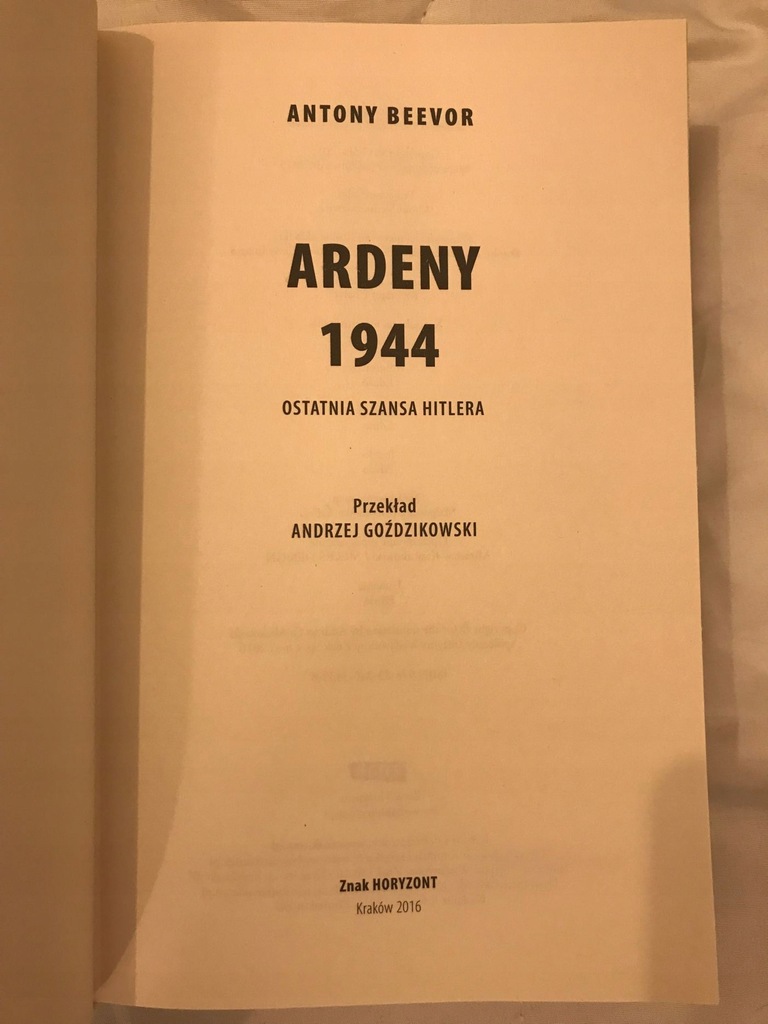 ANTONY BEEVOR
ARDENY
1944
OSTATNIA SZANSA HITLERA
Przekład
ANDRZEJ GOŹDZIKOWSKI
Znak HORYZONT
Kraków 2016